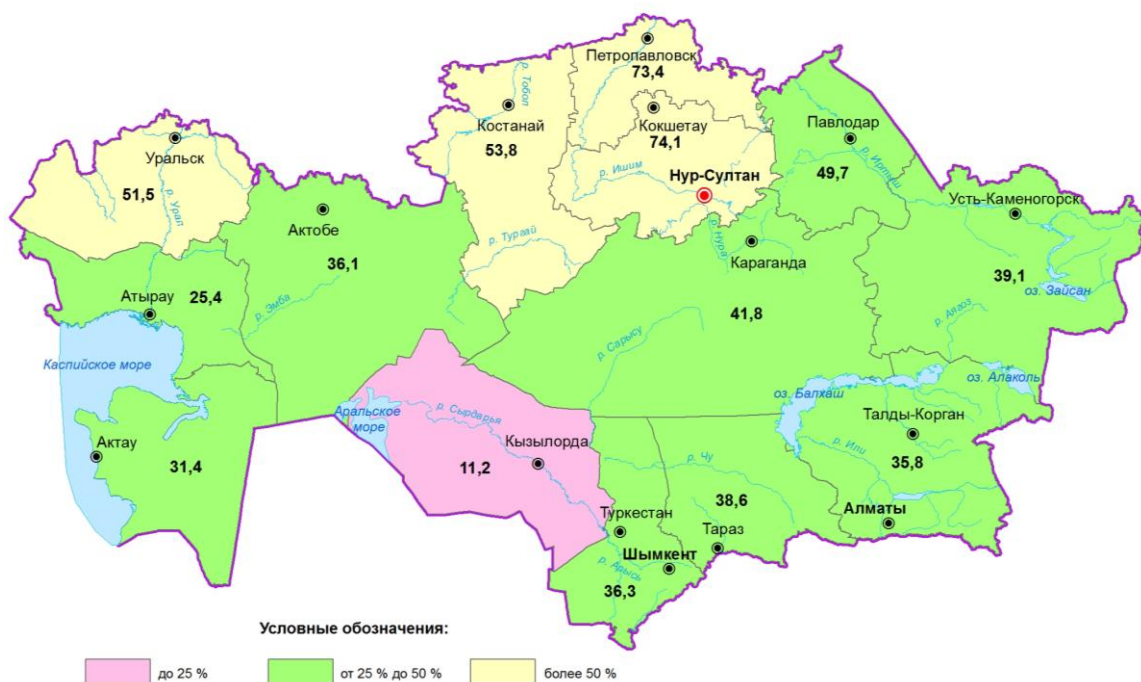 Петропавловск
73,4
р. Тобол
Костанай
53,8
Кокшетау
74,1
р. Ишим
Нур-Султан
Павлодар
49,7
р. Иртыш
Уральск
51,5
р. Урал
Усть-Каменогорск
39,1
оз. Зайсан
р. Аягоз
Актобе
36,1
р. Эмба
р. Тургай
р. Нура
Караганда
41,8
р. Сарысу
Атырау
25,4
Каспийское море
Актау
31,4
Аральское
море
р. Сырдарья
Кызылорда
11,2
оз. Балхаш
оз. Алаколь
Талды-Корган
35,8
р. Или
Алматы
р. Чу
38,6
Тараз
Туркестан
Шымкент
р. Арысь
36,3
Условные обозначения:
до 25 %
от 25 % до 50 %
более 50 %